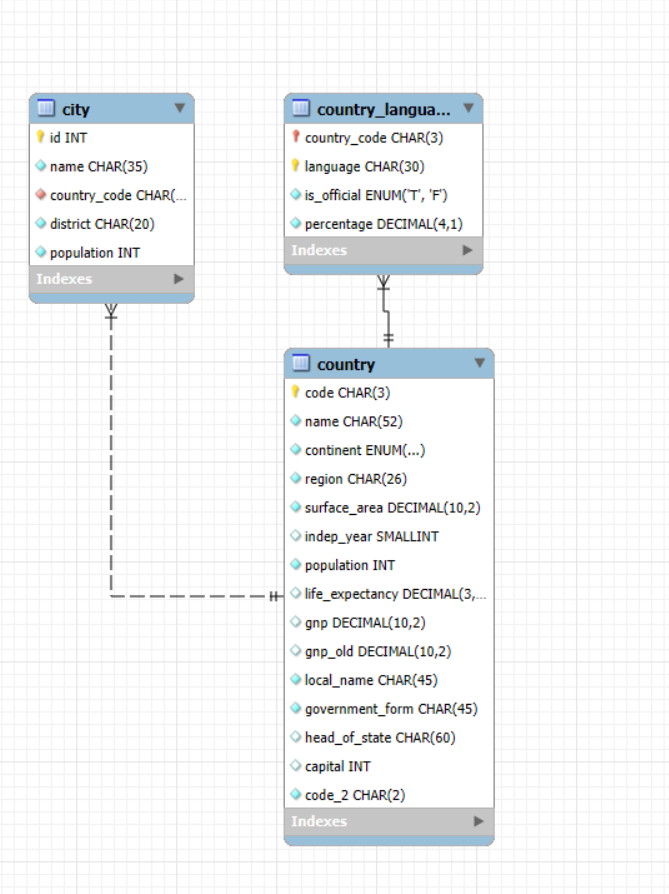 city
id INT
name CHAR(35)
country_code CHAR(...
district CHAR(20)
population INT
Indexes
country_langua...
country_code CHAR(3)
language CHAR(30)
is_official ENUM('T', 'F')
percentage DECIMAL(4,1)
Indexes
country
code CHAR(3)
name CHAR(52)
continent ENUM(...)
region CHAR(26)
surface_area DECIMAL(10,2)
indep_year SMALLINT
population INT
life_expectancy DECIMAL(3,...
gnp DECIMAL(10,2)
gnp_old DECIMAL(10,2)
local_name CHAR(45)
government_form CHAR(45)
head_of_state CHAR(60)
capital INT
code_2 CHAR(2)
Indexes